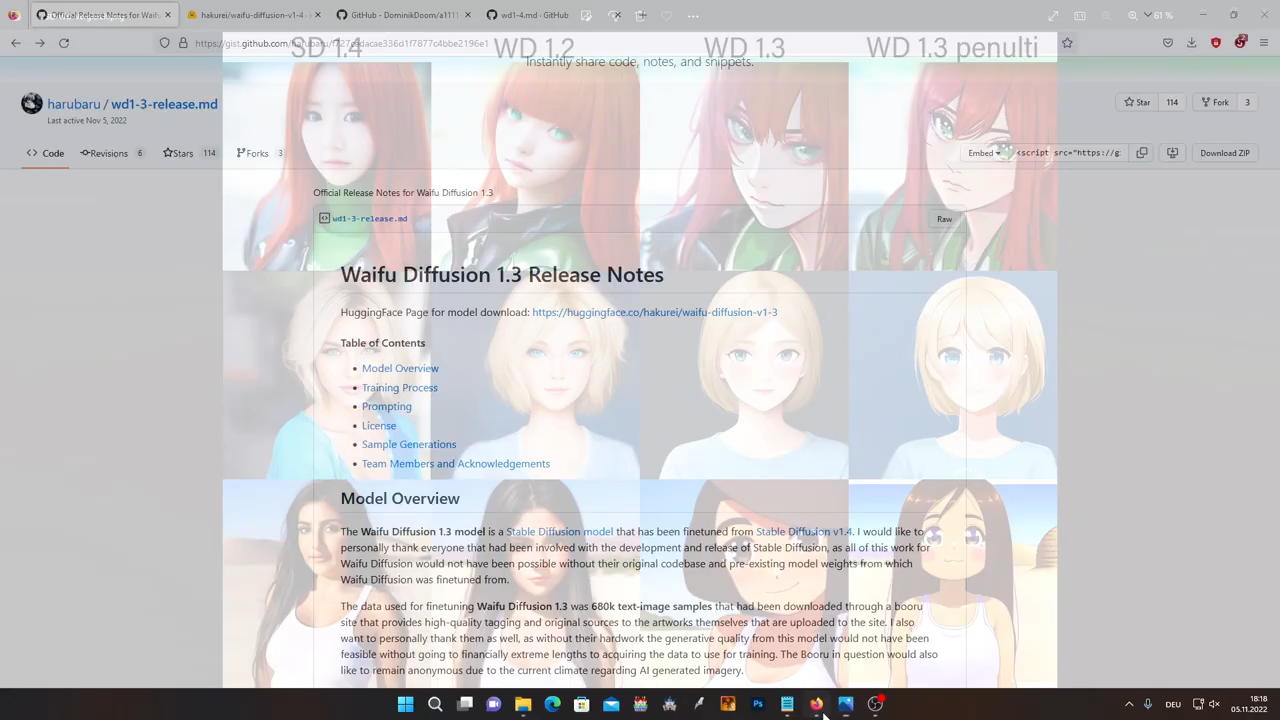 Official Release Notes for Waifu
hakurei/waifu-diffusion-v1-4
GitHub - DominikDoom/a1111
wd1-4.md · GitHub
61 %
https://gist.github.com/harubaru/f727cedacae336d1f7877c4bbe2196e1
SD 1.4
WD 1.2
WD 1.3
WD 1.3 penulti
Instantly share code, notes, and snippets.
harubaru / wd1-3-release.md
Last active Nov 5, 2022
Star 114
Fork 3
Code
Revisions 6
Stars 114
Forks 3
Embed
<script src="https://g
Download ZIP
Official Release Notes for Waifu Diffusion 1.3
wd1-3-release.md
Raw
Waifu Diffusion 1.3 Release Notes
HuggingFace Page for model download: https://huggingface.co/hakurei/waifu-diffusion-v1-3
Table of Contents
Model Overview
Training Process
Prompting
License
Sample Generations
Team Members and Acknowledgements
Model Overview
The Waifu Diffusion 1.3 model is a Stable Diffusion model that has been finetuned from Stable Diffusion v1.4. I would like to
personally thank everyone that had been involved with the development and release of Stable Diffusion, as all of this work for
Waifu Diffusion would not have been possible without their original codebase and pre-existing model weights from which
Waifu Diffusion was finetuned from.
The data used for finetuning Waifu Diffusion 1.3 was 680k text-image samples that had been downloaded through a booru
site that provides high-quality tagging and original sources to the artworks themselves that are uploaded to the site. I also
want to personally thank them as well, as without their hardwork the generative quality from this model would not have been
feasible without going to financially extreme lengths to acquiring the data to use for training. The Booru in question would also
like to remain anonymous due to the current climate regarding AI generated imagery.
DEU
18:18
05.11.2022